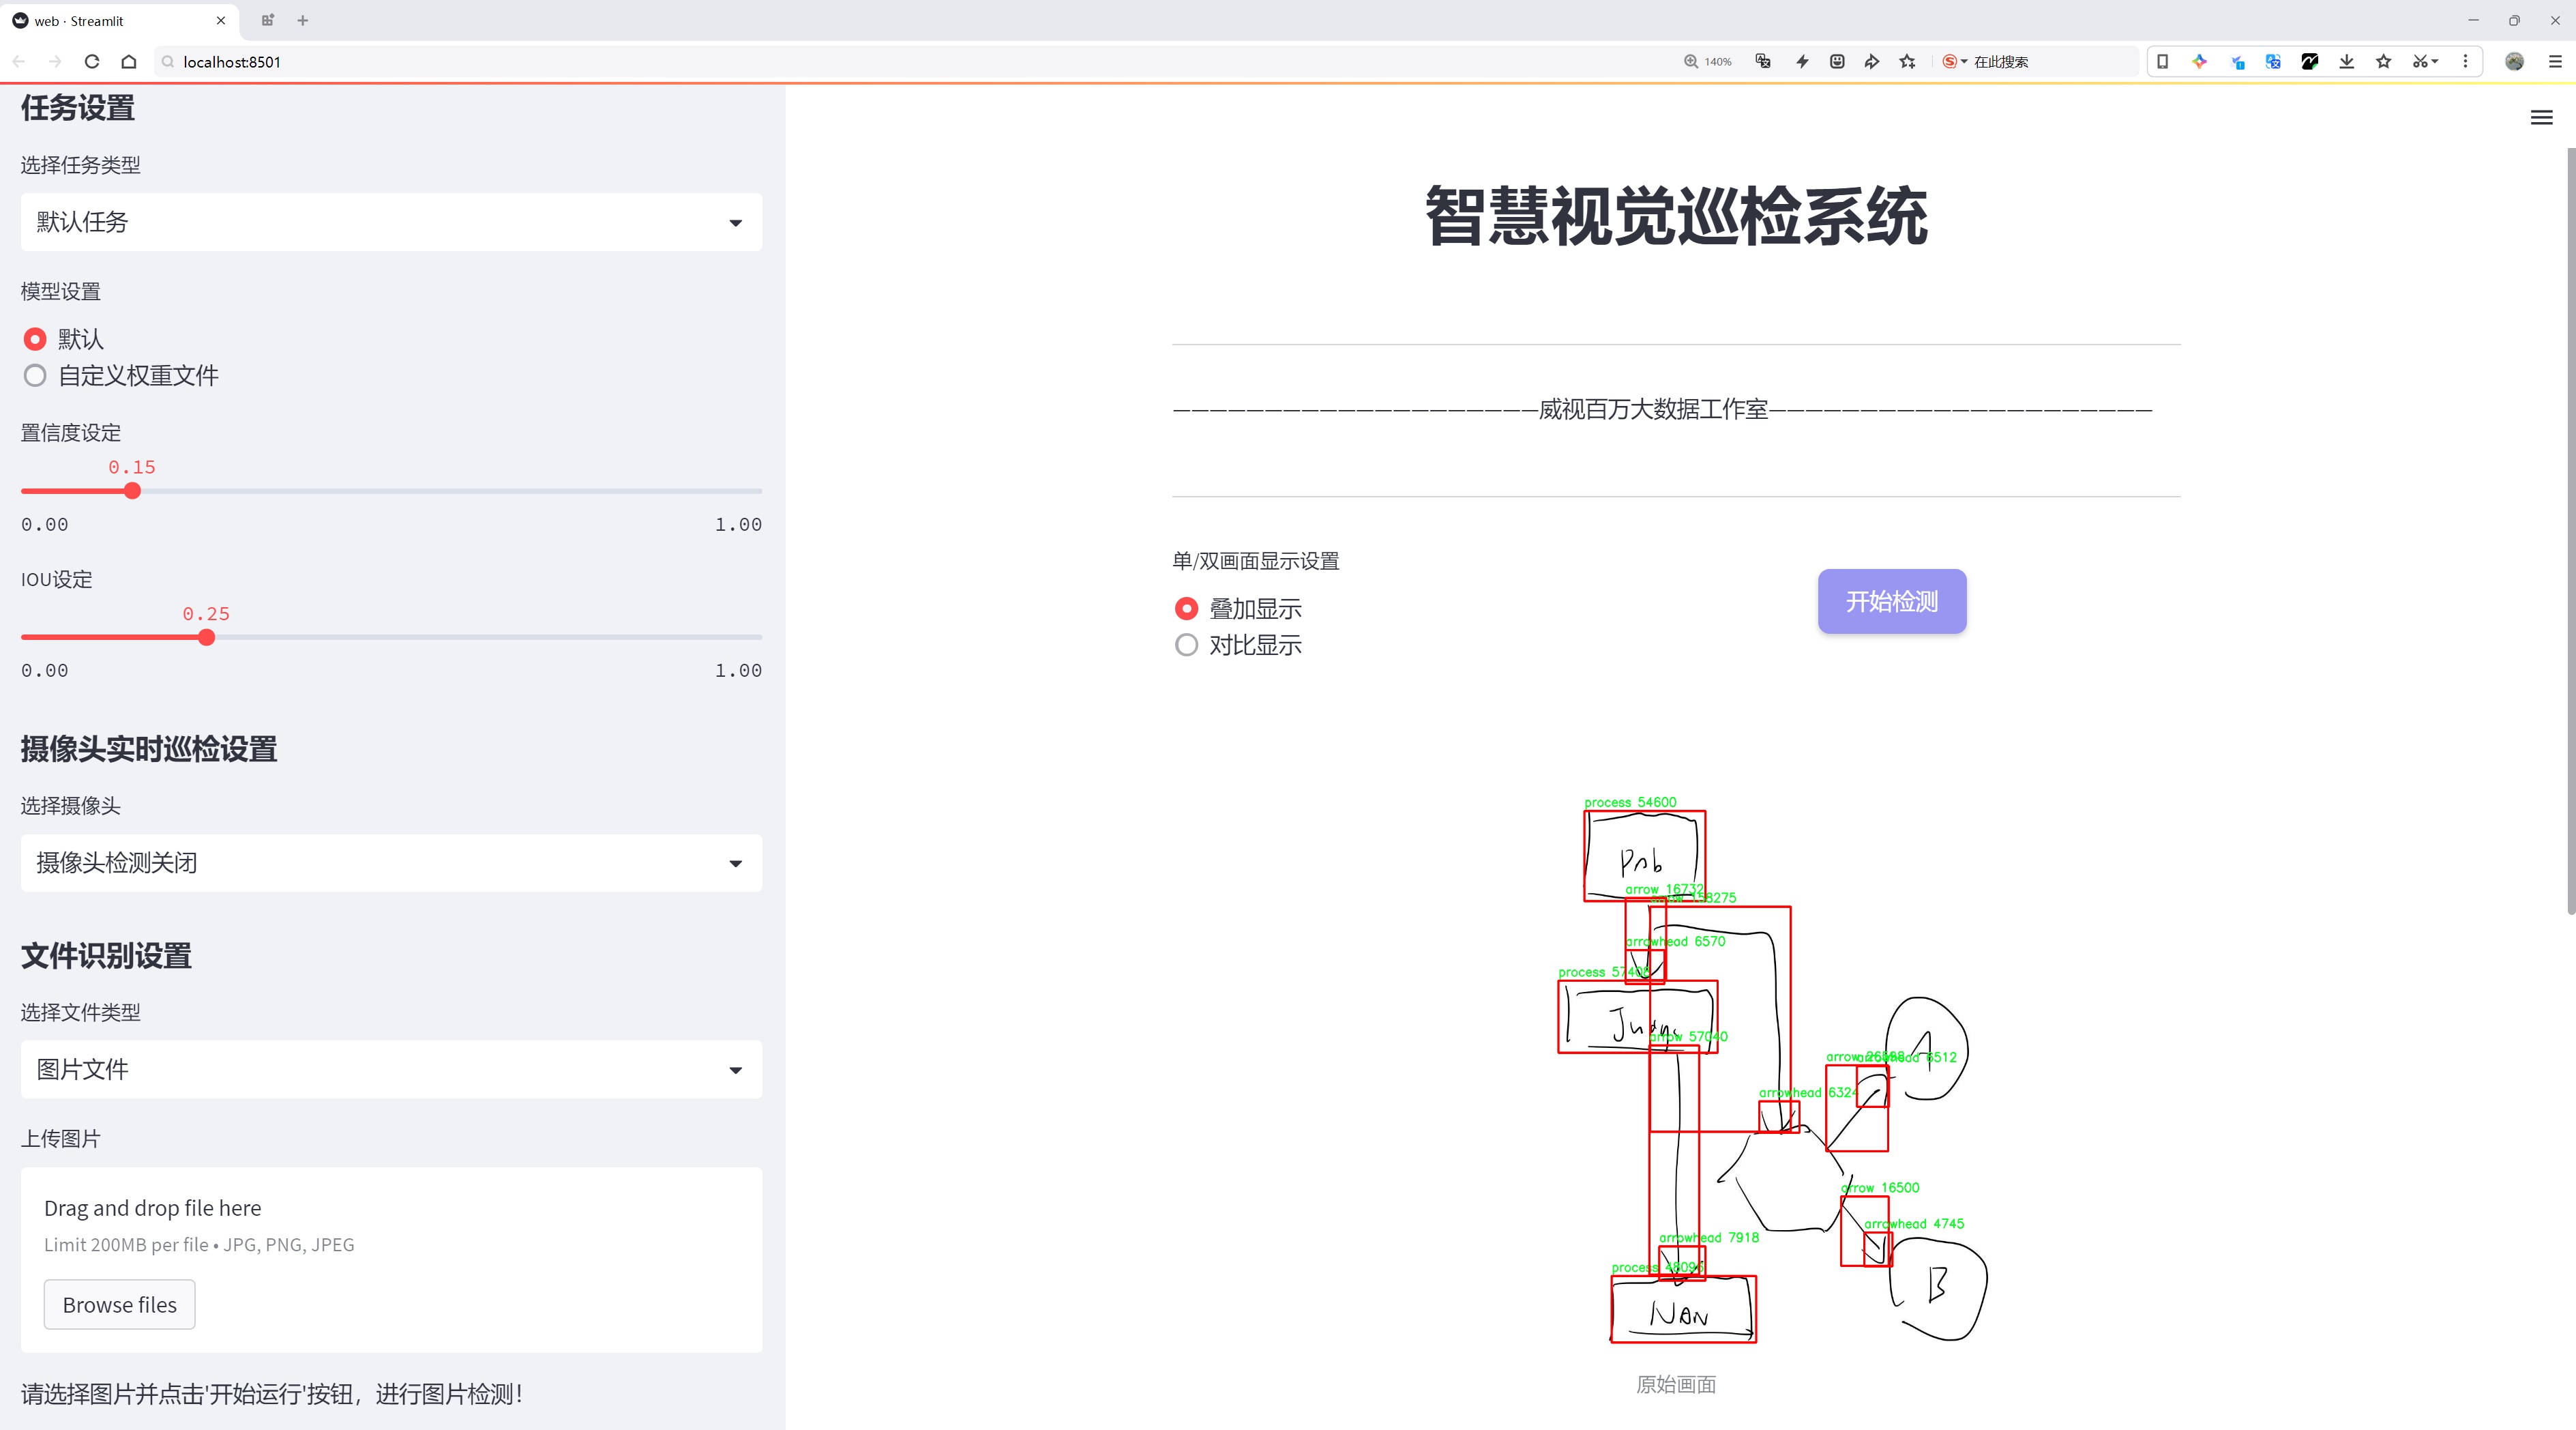 web · Streamlit
localhost:8501
140%
在此搜索
任务设置
选择任务类型
默认任务
模型设置
默认
自定义权重文件
置信度设定
0.15
0.00 1.00
IOU设定
0.25
0.00 1.00
摄像头实时巡检设置
选择摄像头
摄像头检测关闭
文件识别设置
选择文件类型
图片文件
上传图片
Drag and drop file here
Limit 200MB per file • JPG, PNG, JPEG
Browse files
请选择图片并点击'开始运行'按钮，进行图片检测！
智慧视觉巡检系统
————————————————————威视百万大数据工作室—————————————————————
单/双画面显示设置
叠加显示
对比显示
开始检测
process 54600
arrow 16732
arrow 158275
arrowhead 6570
process 57408
arrow 57040
A
arrow
arrowhead 6512
arrowhead 6324
arrow 16500
arrowhead 4745
arrowhead 7918
process
B
原始画面